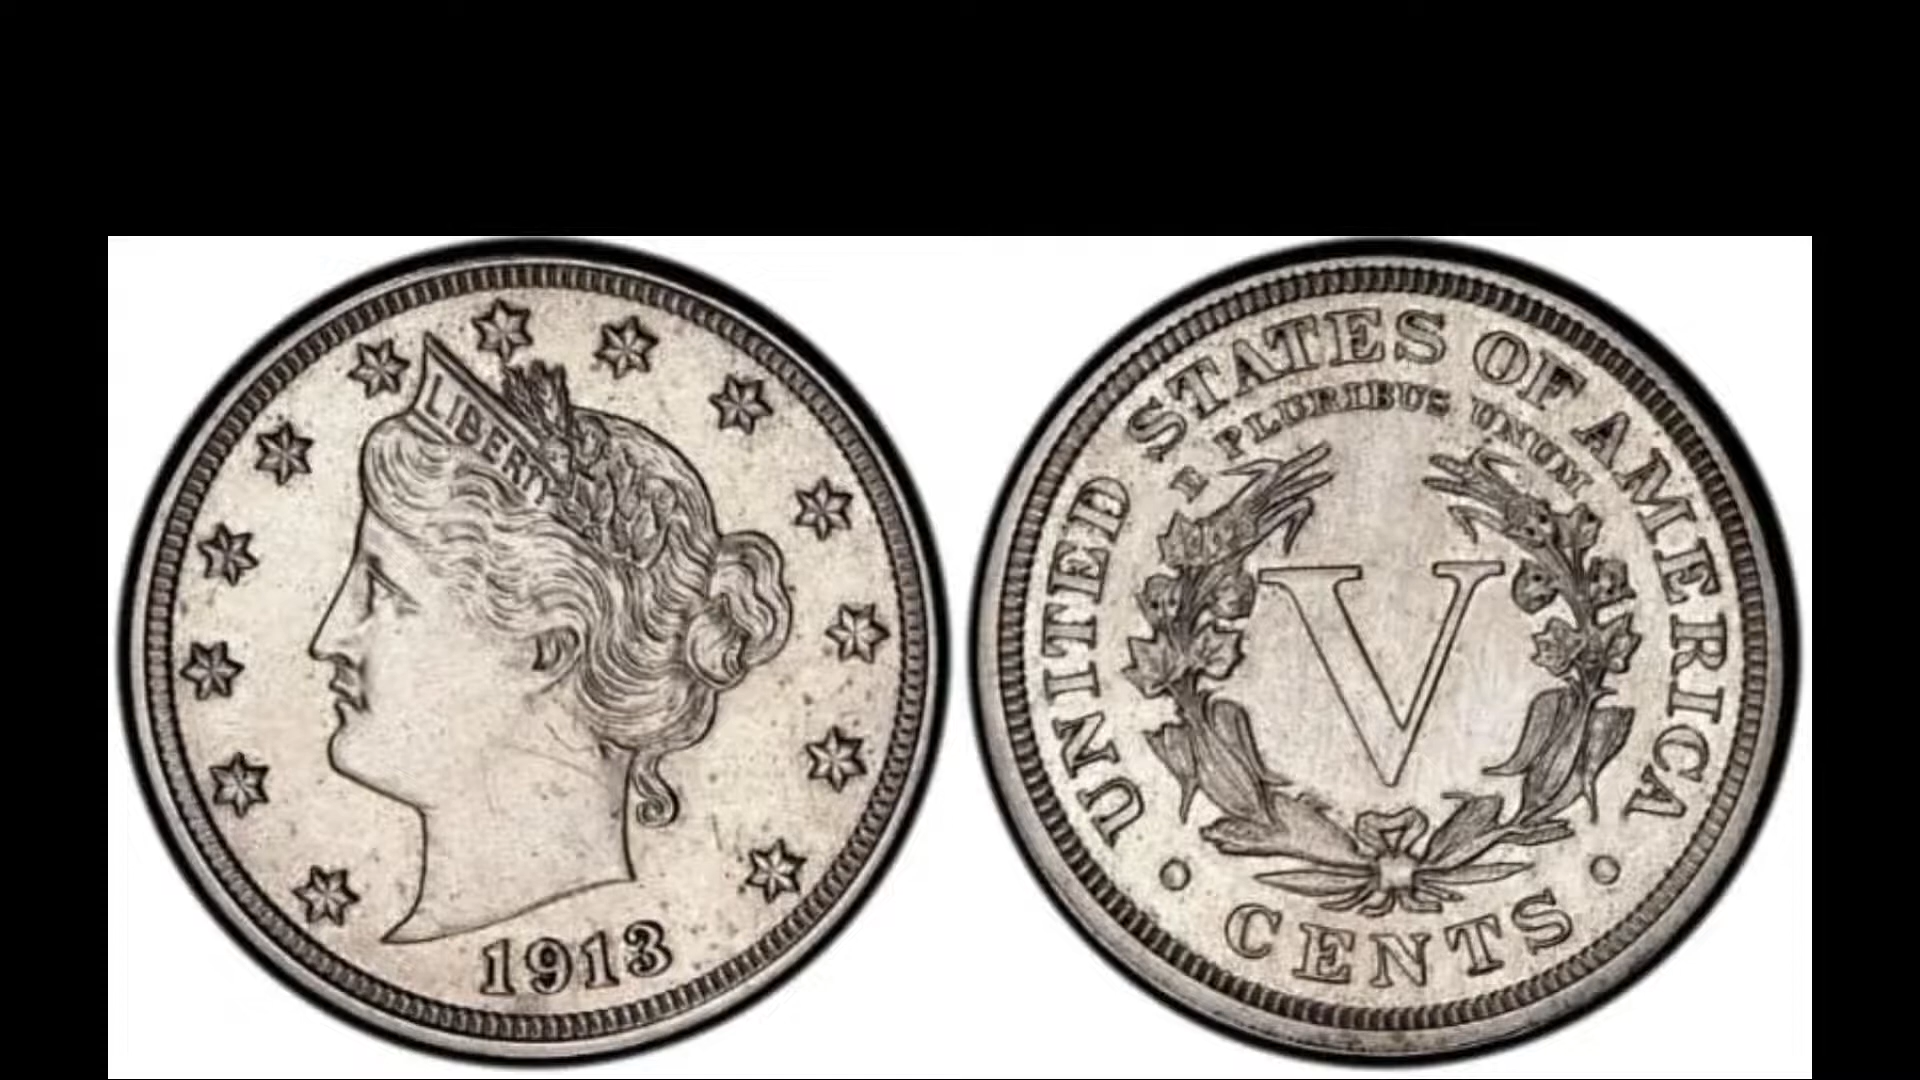 LIBERTY
1913
UNITED STATES OF AMERICA
E PLURIBUS UNUM
V
CENTS